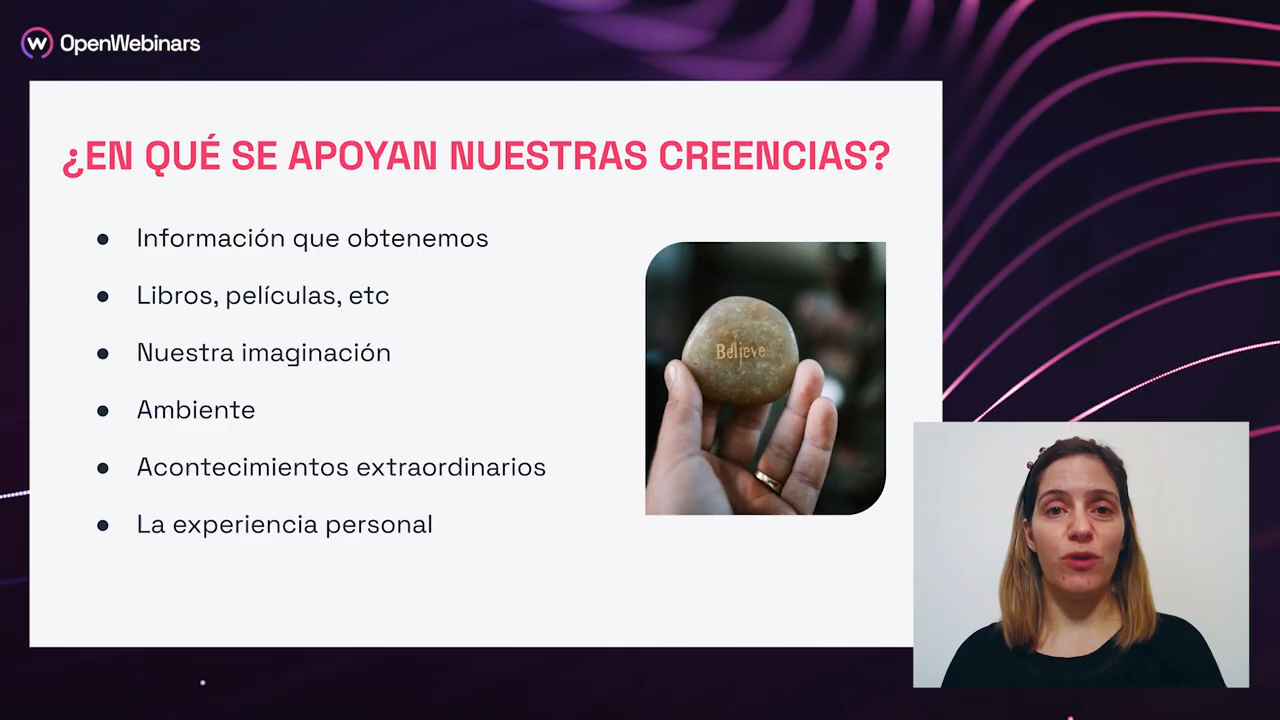 OpenWebinars
¿EN QUÉ SE APOYAN NUESTRAS CREENCIAS?
● Información que obtenemos
● Libros, películas, etc
● Nuestra imaginación
● Ambiente
● Acontecimientos extraordinarios
● La experiencia personal
Believe